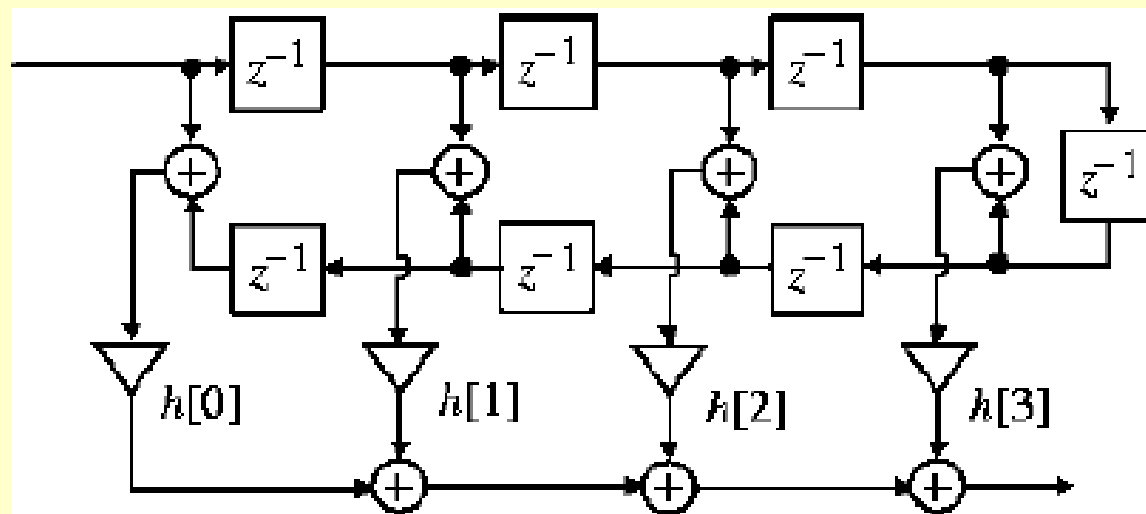 z⁻¹ z⁻¹ z⁻¹
+ + + + z⁻¹
z⁻¹ z⁻¹ z⁻¹
h[0] h[1] h[2] h[3]
+ + +